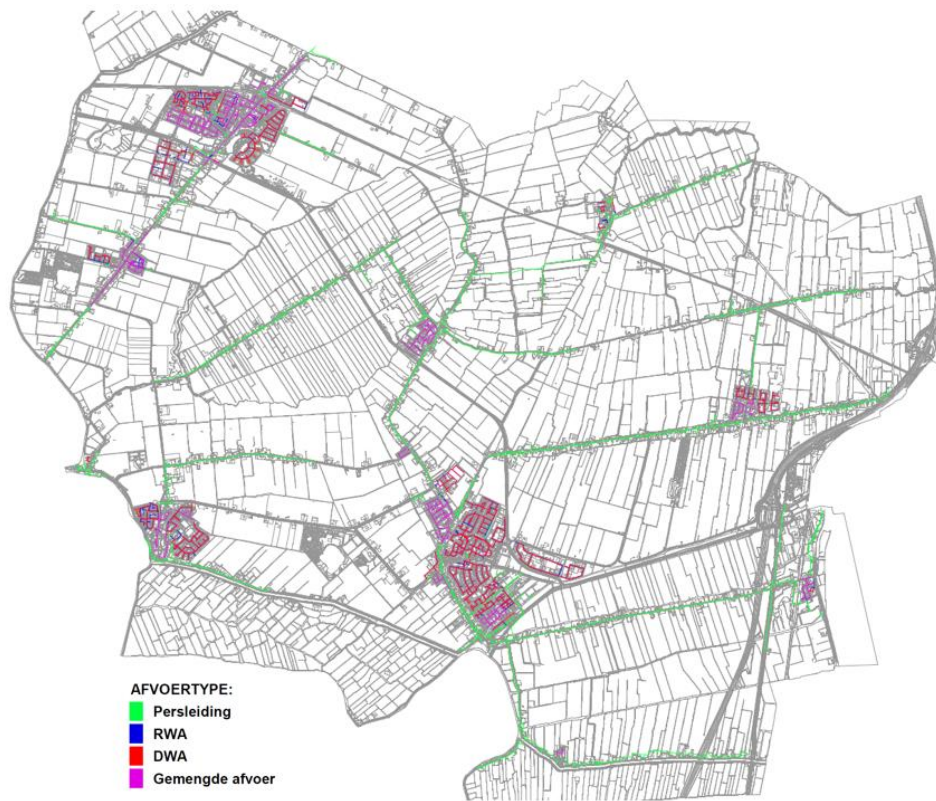 AFVOERTYPE:
Persleiding
RWA
DWA
Gemengde afvoer